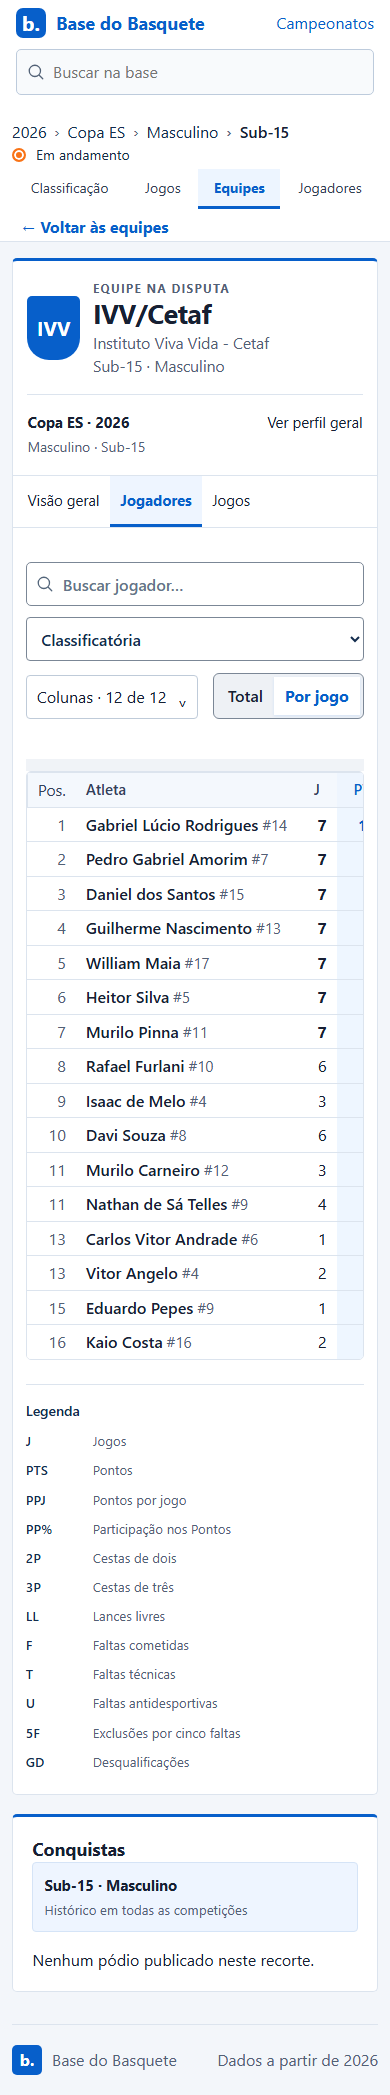 b. Base do Basquete Campeonatos
Buscar na base
2026 › Copa ES › Masculino › Sub-15
Em andamento
Classificação Jogos Equipes Jogadores
← Voltar às equipes
EQUIPE NA DISPUTA
IVV IVV/Cetaf
Instituto Viva Vida - Cetaf
Sub-15 · Masculino
Copa ES · 2026 Ver perfil geral
Masculino · Sub-15
Visão geral Jogadores Jogos
Buscar jogador...
Classificatória
Colunas · 12 de 12 v Total Por jogo
Pos. Atleta J
1 Gabriel Lúcio Rodrigues #14 7
2 Pedro Gabriel Amorim #7 7
3 Daniel dos Santos #15 7
4 Guilherme Nascimento #13 7
5 William Maia #17 7
6 Heitor Silva #5 7
7 Murilo Pinna #11 7
8 Rafael Furlani #10 6
9 Isaac de Melo #4 3
10 Davi Souza #8 6
11 Murilo Carneiro #12 3
11 Nathan de Sá Telles #9 4
13 Carlos Vitor Andrade #6 1
13 Vitor Angelo #4 2
15 Eduardo Pepes #9 1
16 Kaio Costa #16 2
Legenda
J Jogos
PTS Pontos
PPJ Pontos por jogo
PP% Participação nos Pontos
2P Cestas de dois
3P Cestas de três
LL Lances livres
F Faltas cometidas
T Faltas técnicas
U Faltas antidesportivas
5F Exclusões por cinco faltas
GD Desqualificações
Conquistas
Sub-15 · Masculino
Histórico em todas as competições
Nenhum pódio publicado neste recorte.
b. Base do Basquete Dados a partir de 2026